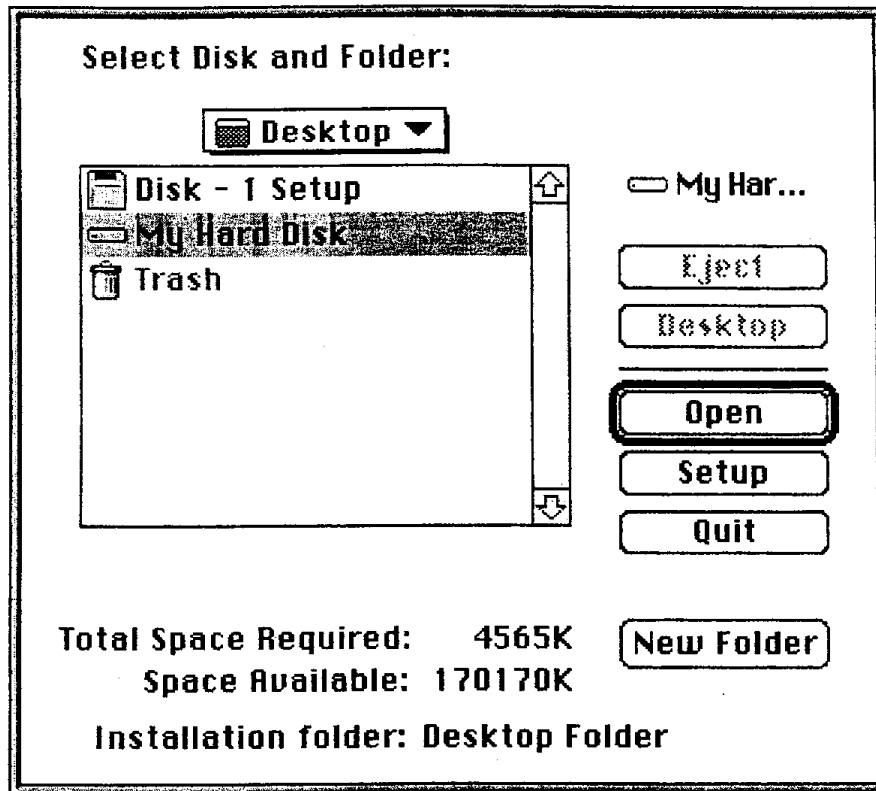 Select Disk and Folder:
Desktop
Disk - 1 Setup
My Hard Disk
Trash
My Har...
Eject
Desktop
Open
Setup
Quit
New Folder
Total Space Required: 4565K
Space Available: 170170K
Installation folder: Desktop Folder